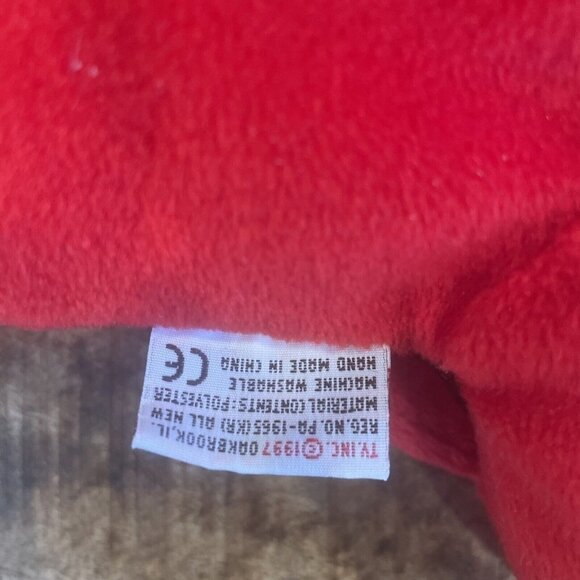 TY.INC.©1997 OAKBROOK,IL.
REG.NO.PA-1965(KR) ALL NEW
MATERIAL CONTENTS:POLYESTER
MACHINE WASHABLE
HAND MADE IN CHINA
CE